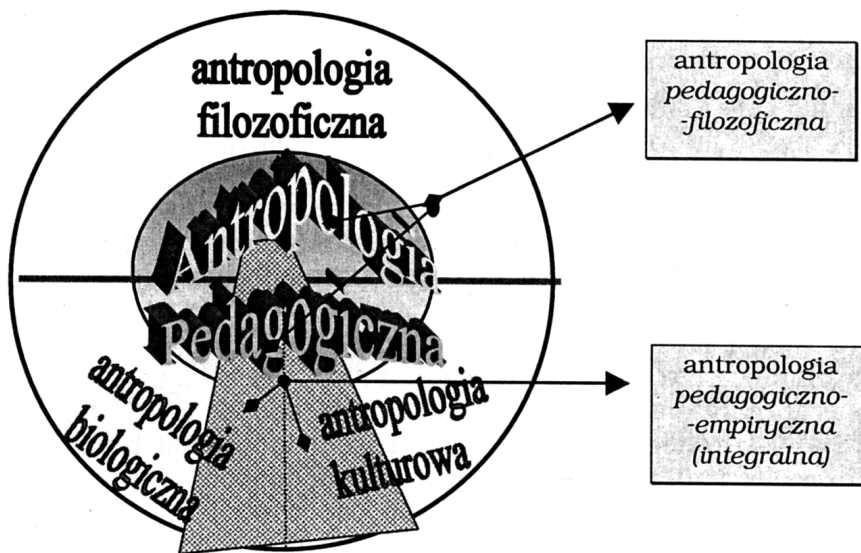 antropologia
filozoficzna
Antropologia
Pedagogiczna
antropologia
biologiczna
antropologia
kulturowa
antropologia
pedagogiczno-
-filozoficzna
antropologia
pedagogiczno-
-empiryczna
(integralna)